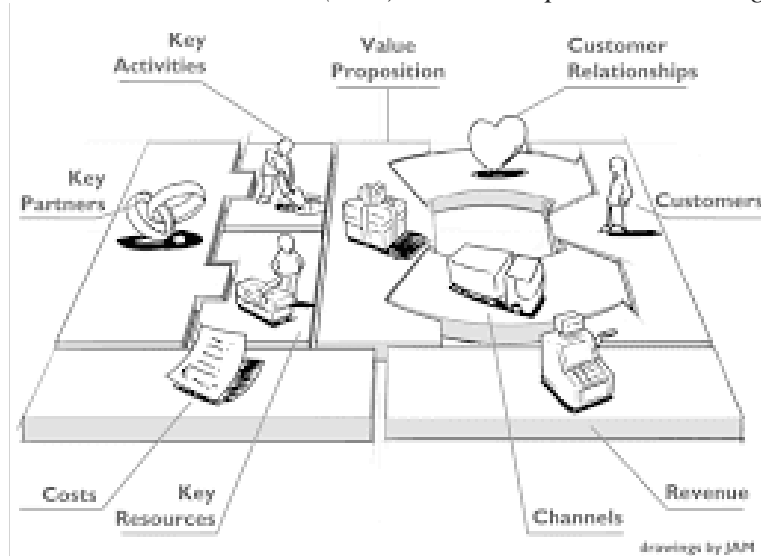 Key
Activities
Value
Proposition
Customer
Relationships
Key
Partners
Customers
Costs
Key
Resources
Channels
Revenue
drawings by JAM